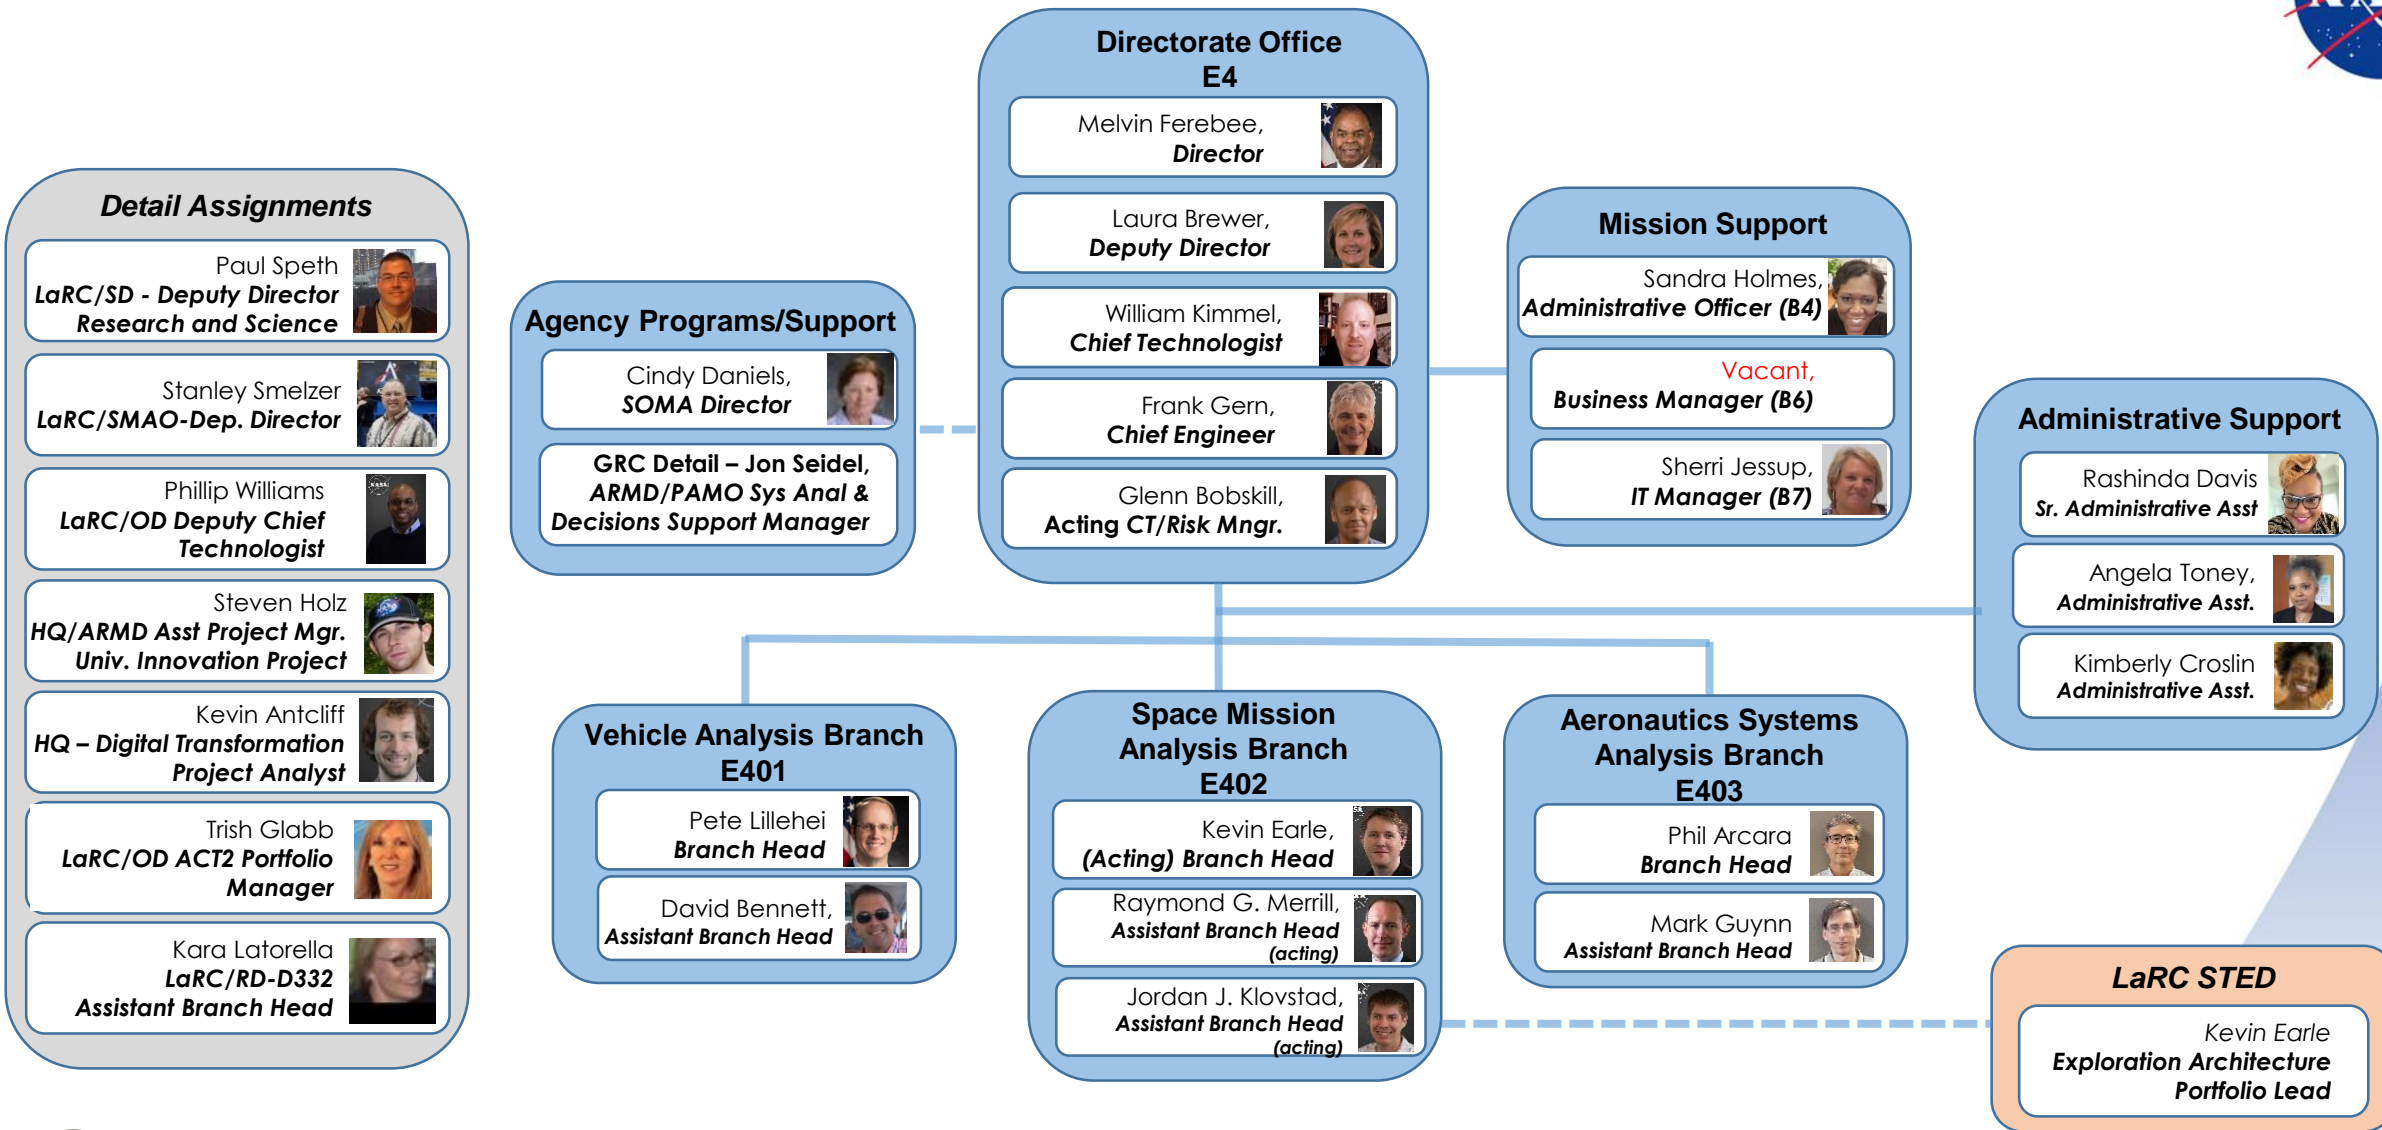 Directorate Office
E4
Melvin Ferebee,
Director
Laura Brewer,
Deputy Director
William Kimmel,
Chief Technologist
Frank Gern,
Chief Engineer
Glenn Bobskill,
Acting CT/Risk Mngr.
Detail Assignments
Paul Speth
LaRC/SD - Deputy Director
Research and Science
Stanley Smelzer
LaRC/SMAO-Dep. Director
Phillip Williams
LaRC/OD Deputy Chief
Technologist
Steven Holz
HQ/ARMD Asst Project Mgr.
Univ. Innovation Project
Kevin Antcliff
HQ – Digital Transformation
Project Analyst
Trish Glabb
LaRC/OD ACT2 Portfolio
Manager
Kara Latorella
LaRC/RD-D332
Assistant Branch Head
Agency Programs/Support
Cindy Daniels,
SOMA Director
GRC Detail – Jon Seidel,
ARMD/PAMO Sys Anal &
Decisions Support Manager
Mission Support
Sandra Holmes,
Administrative Officer (B4)
Vacant,
Business Manager (B6)
Sherri Jessup,
IT Manager (B7)
Administrative Support
Rashinda Davis
Sr. Administrative Asst
Angela Toney,
Administrative Asst.
Kimberly Croslin
Administrative Asst.
Vehicle Analysis Branch
E401
Pete Lillehei
Branch Head
David Bennett,
Assistant Branch Head
Space Mission
Analysis Branch
E402
Kevin Earle,
(Acting) Branch Head
Raymond G. Merrill,
Assistant Branch Head
(acting)
Jordan J. Klovstad,
Assistant Branch Head
(acting)
Aeronautics Systems
Analysis Branch
E403
Phil Arcara
Branch Head
Mark Guynn
Assistant Branch Head
LaRC STED
Kevin Earle
Exploration Architecture
Portfolio Lead